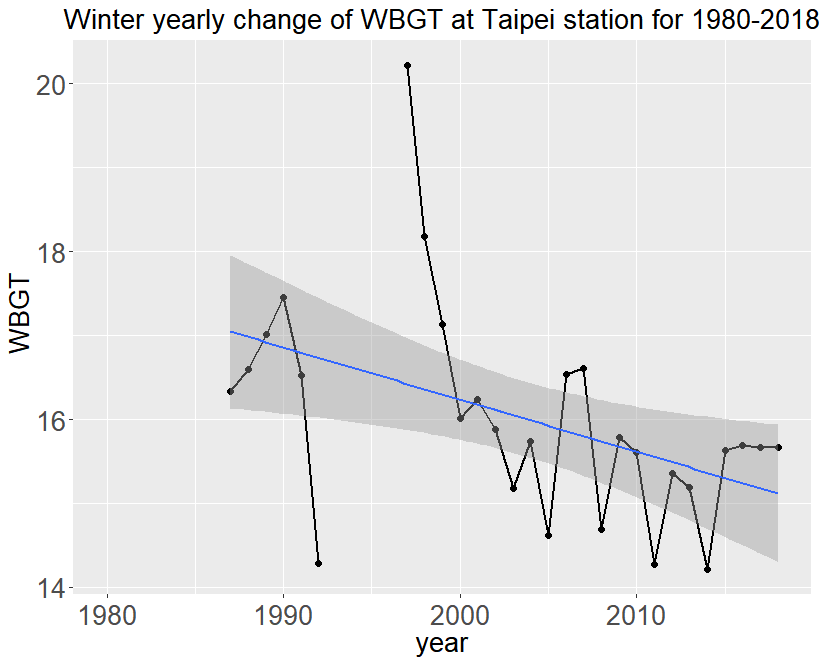 Winter yearly change of WBGT at Taipei station for 1980-2018
20
18
16
14
WBGT
1980 1990 2000 2010
year